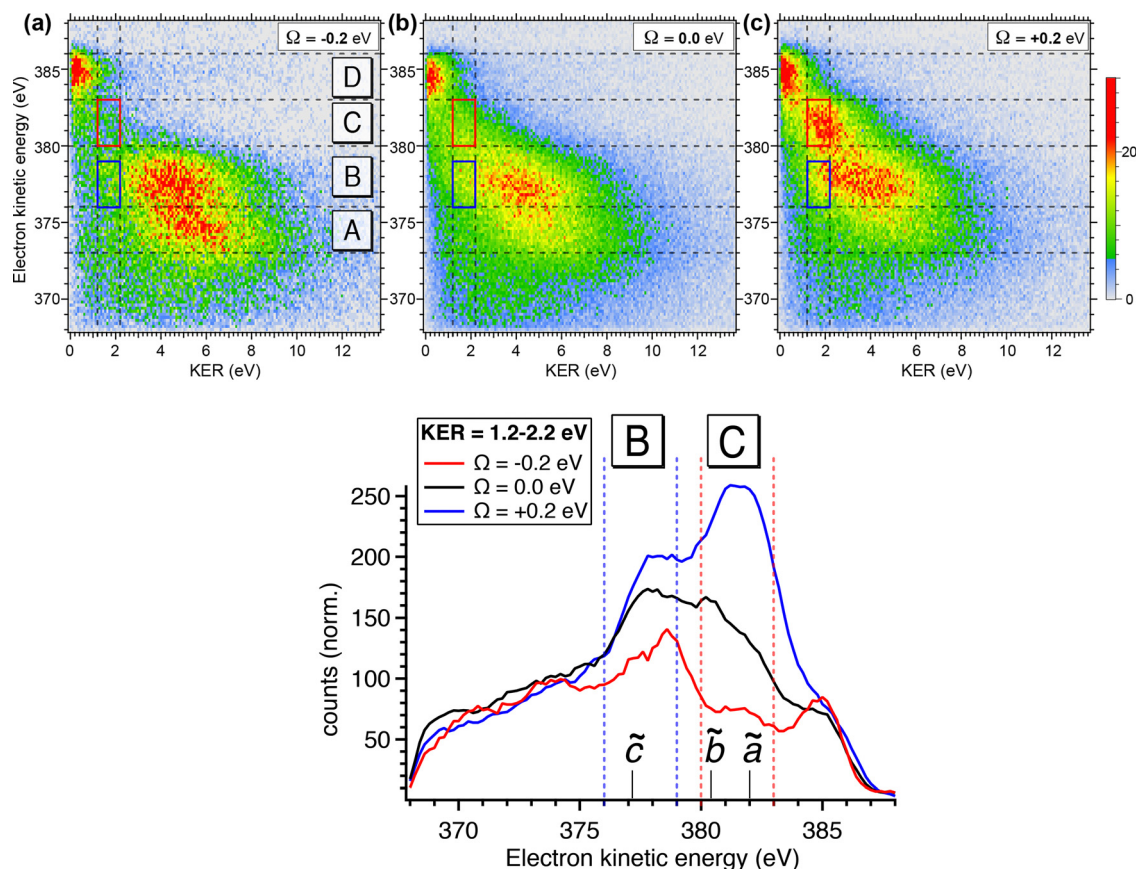 (a)
Ω = -0.2 eV
(b)
Ω = 0.0 eV
(c)
Ω = +0.2 eV
Electron kinetic energy (eV)
385
380
375
370
D
C
B
A
385
380
375
370
385
380
375
370
20
0
0 2 4 6 8 10 12
KER (eV)
0 2 4 6 8 10 12
KER (eV)
0 2 4 6 8 10 12
KER (eV)
KER = 1.2-2.2 eV
Ω = -0.2 eV
Ω = 0.0 eV
Ω = +0.2 eV
B
C
counts (norm.)
250
200
150
100
50
c̃
b̃
ã
370 375 380 385
Electron kinetic energy (eV)